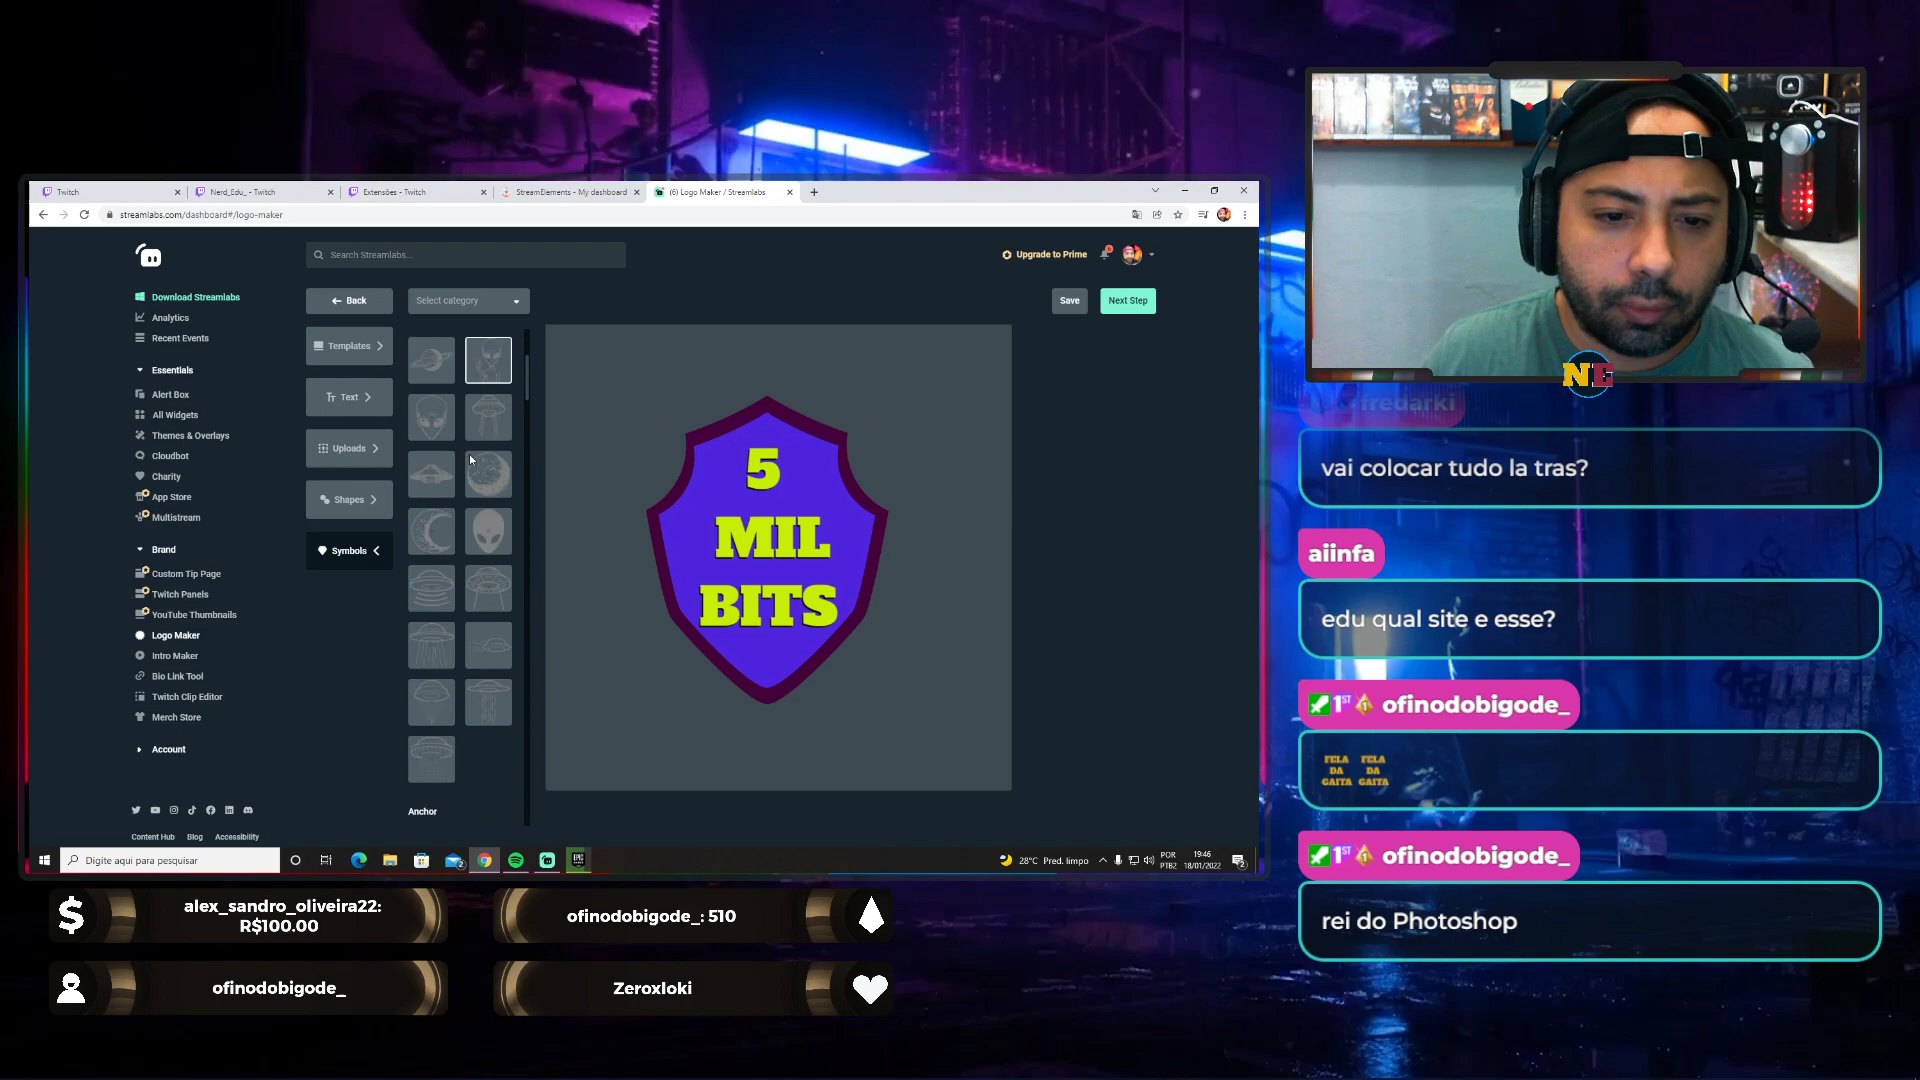 Twitch
Nerd_Edu_ - Twitch
Extensões - Twitch
StreamElements - My dashboard
(6) Logo Maker / Streamlabs
streamlabs.com/dashboard#/logo-maker
Search Streamlabs...
Upgrade to Prime
Download Streamlabs
Analytics
Recent Events
Essentials
Alert Box
All Widgets
Themes & Overlays
Cloudbot
Charity
App Store
Multistream
Brand
Custom Tip Page
Twitch Panels
YouTube Thumbnails
Logo Maker
Intro Maker
Bio Link Tool
Twitch Clip Editor
Merch Store
Account
Content Hub
Blog
Accessibility
Back
Select category
Save
Next Step
Templates
Text
Uploads
Shapes
Symbols
Anchor
5
MIL
BITS
Digite aqui para pesquisar
28°C Pred. limpo
POR
PTB2
19:46
18/01/2022
NE
fredarki
vai colocar tudo la tras?
aiinfa
edu qual site e esse?
1ST ofinodobigode_
FELA DA GAITA FELA DA GAITA
1ST ofinodobigode_
rei do Photoshop
alex_sandro_oliveira22:
R$100.00
ofinodobigode_: 510
ofinodobigode_
Zeroxloki